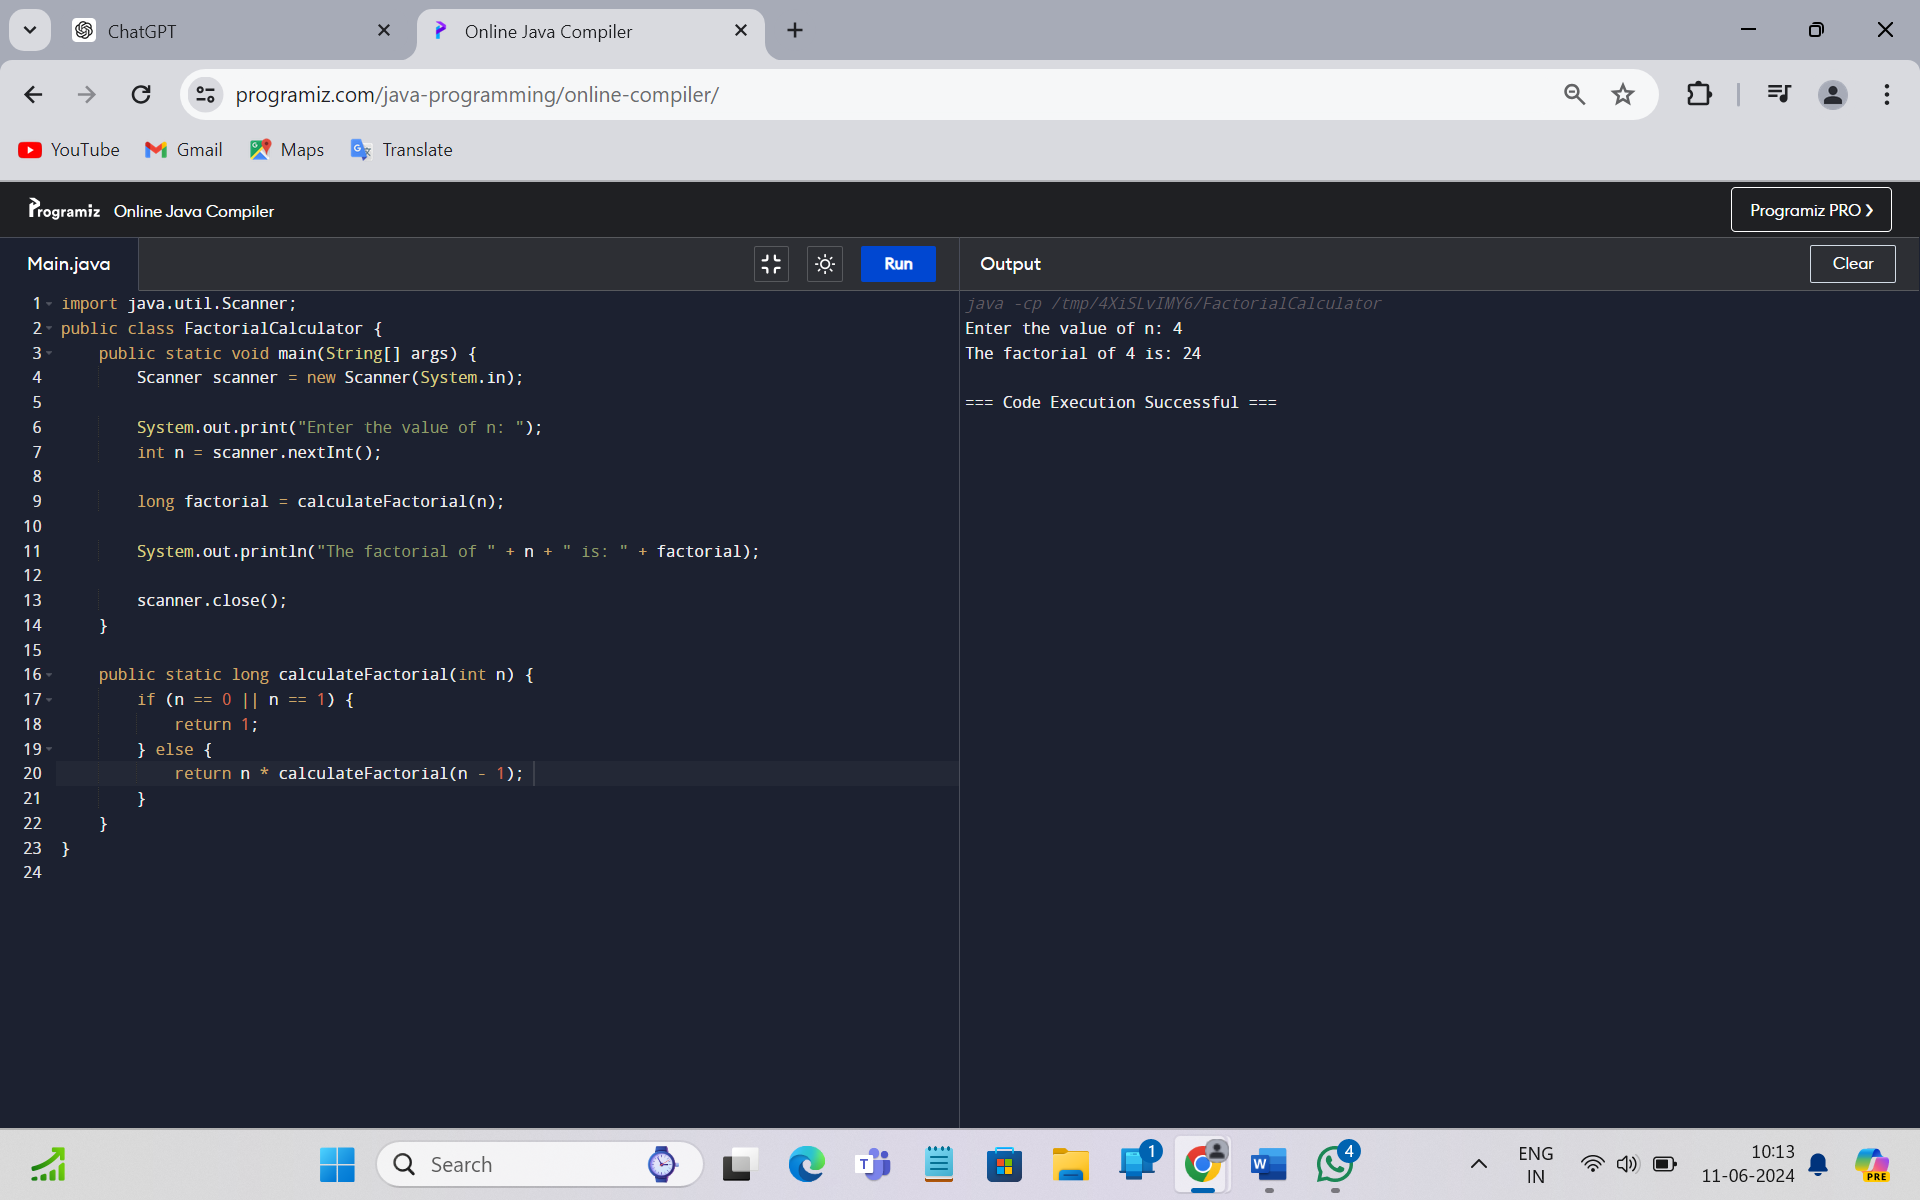 ChatGPT
Online Java Compiler
programiz.com/java-programming/online-compiler/
YouTube Gmail Maps Translate
Programiz Online Java Compiler
Programiz PRO ❯
Main.java
Run
Output
Clear
1 import java.util.Scanner;
2 public class FactorialCalculator {
3     public static void main(String[] args) {
4         Scanner scanner = new Scanner(System.in);
5
6         System.out.print("Enter the value of n: ");
7         int n = scanner.nextInt();
8
9         long factorial = calculateFactorial(n);
10
11         System.out.println("The factorial of " + n + " is: " + factorial);
12
13         scanner.close();
14     }
15
16     public static long calculateFactorial(int n) {
17         if (n == 0 || n == 1) {
18             return 1;
19         } else {
20             return n * calculateFactorial(n - 1);
21         }
22     }
23 }
24
java -cp /tmp/4XiSLvIMY6/FactorialCalculator
Enter the value of n: 4
The factorial of 4 is: 24
=== Code Execution Successful ===
Search
1
4
ENG
IN
10:13
11-06-2024
PRE